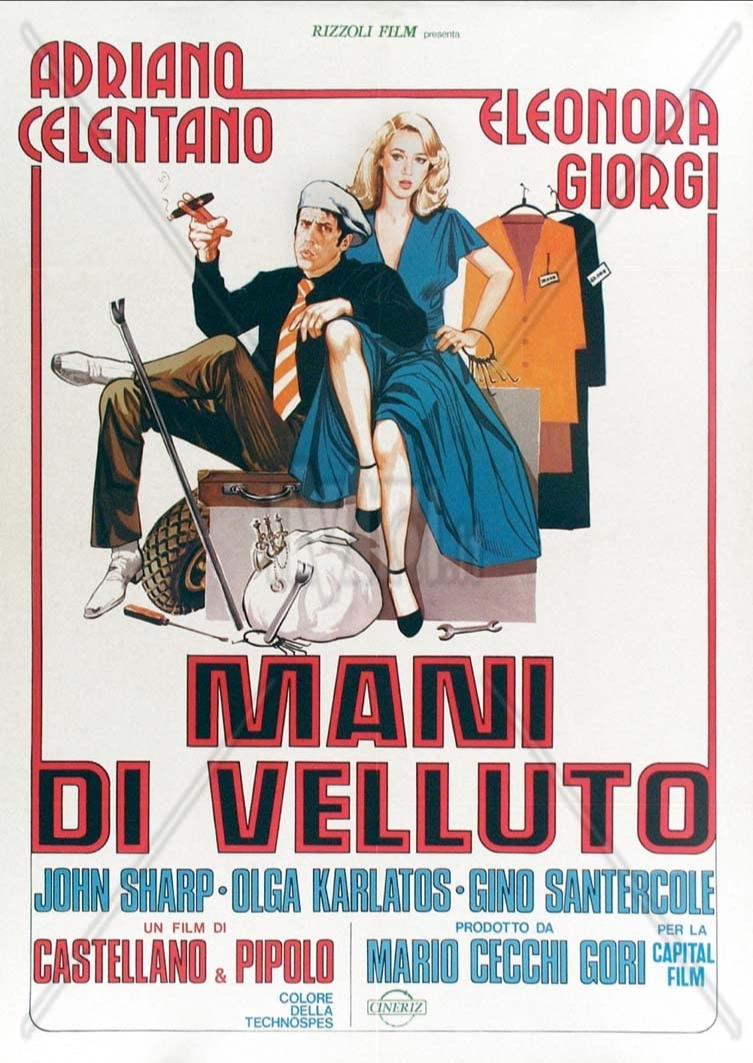 RIZZOLI FILM presenta
ADRIANO
CELENTANO
ELEONORA
GIORGI
MANI
DI VELLUTO
JOHN SHARP • OLGA KARLATOS • GINO SANTERCOLE
UN FILM DI
CASTELLANO & PIPOLO
PRODOTTO DA
MARIO CECCHI GORI
PER LA
CAPITAL
FILM
COLORE
DELLA
TECHNOSPES
CINERIZ